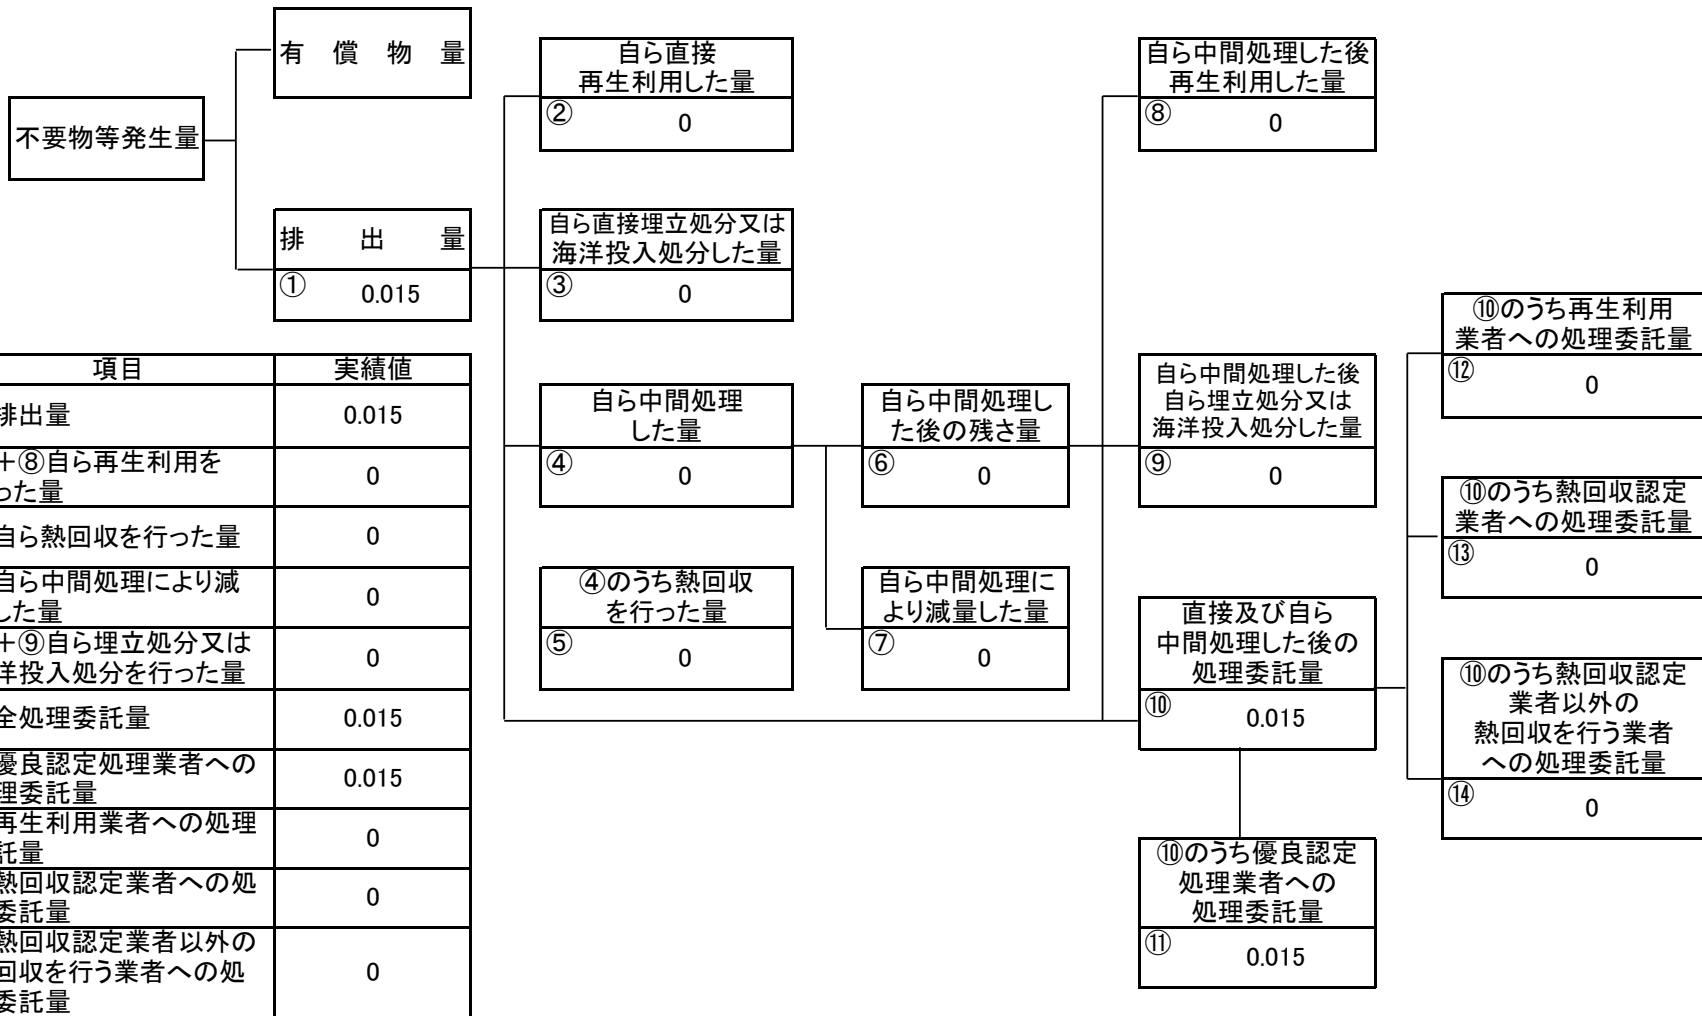 有償物量
不要物等発生量
排出量
①
0.015
自ら直接
再生利用した量
②
0
自ら直接埋立処分又は
海洋投入処分した量
③
0
自ら中間処理
した量
④
0
④のうち熱回収
を行った量
⑤
0
自ら中間処理し
た後の残さ量
⑥
0
自ら中間処理に
より減量した量
⑦
0
自ら中間処理した後
再生利用した量
⑧
0
自ら中間処理した後
自ら埋立処分又は
海洋投入処分した量
⑨
0
直接及び自ら
中間処理した後の
処理委託量
⑩
0.015
⑩のうち優良認定
処理業者への
処理委託量
⑪
0.015
⑩のうち再生利用
業者への処理委託量
⑫
0
⑩のうち熱回収認定
業者への処理委託量
⑬
0
⑩のうち熱回収認定
業者以外の
熱回収を行う業者
への処理委託量
⑭
0
項目 実績値
排出量 0.015
+⑧自ら再生利用を
った量 0
自ら熱回収を行った量 0
自ら中間処理により減
した量 0
+⑨自ら埋立処分又は
洋投入処分を行った量 0
全処理委託量 0.015
優良認定処理業者への
理委託量 0.015
再生利用業者への処理
託量 0
熱回収認定業者への処
委託量 0
熱回収認定業者以外の
回収を行う業者への処
委託量 0